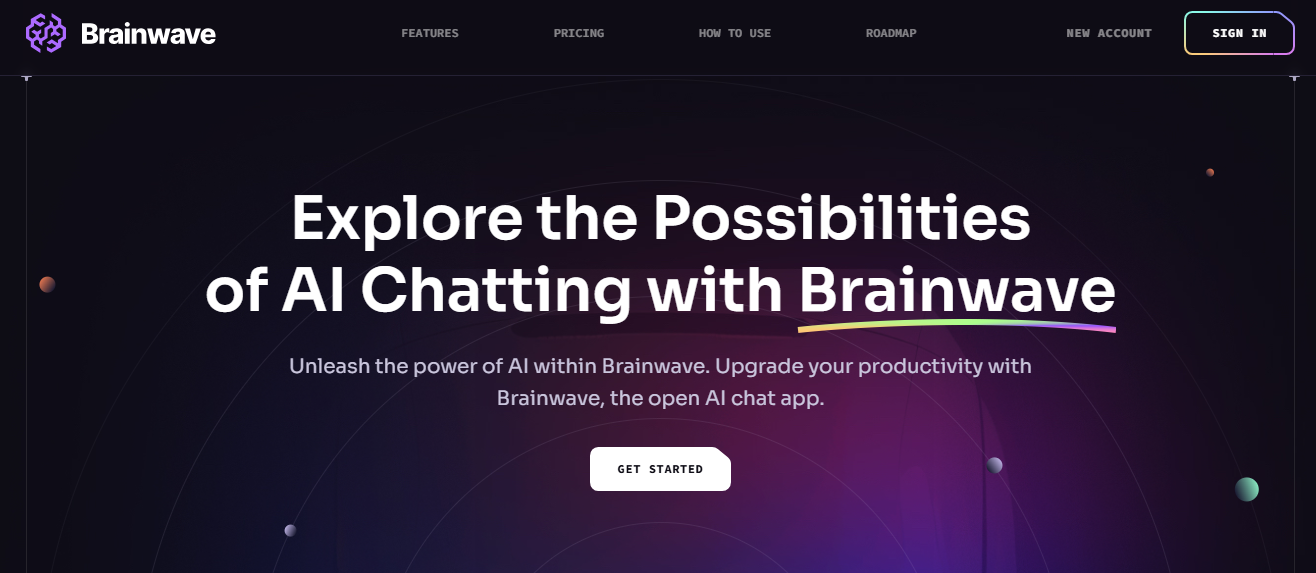 Brainwave
FEATURES
PRICING
HOW TO USE
ROADMAP
NEW ACCOUNT
SIGN IN
Explore the Possibilities
of AI Chatting with Brainwave
Unleash the power of AI within Brainwave. Upgrade your productivity with
Brainwave, the open AI chat app.
GET STARTED